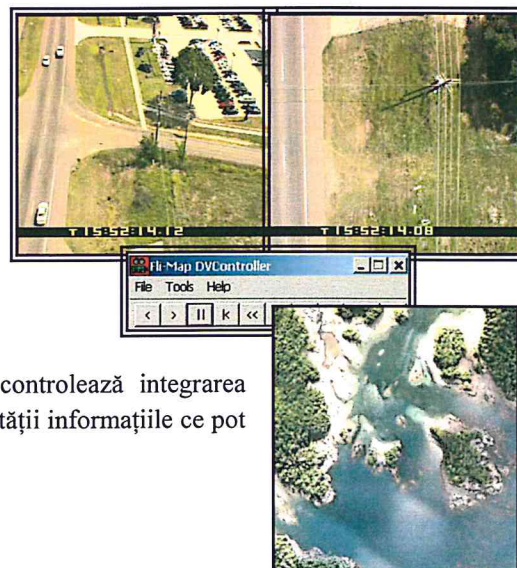 T 15:52:14.12
T 15:52:14.08
Fli-Map DVController
File Tools Help
controlează integrarea
tății informațiile ce pot